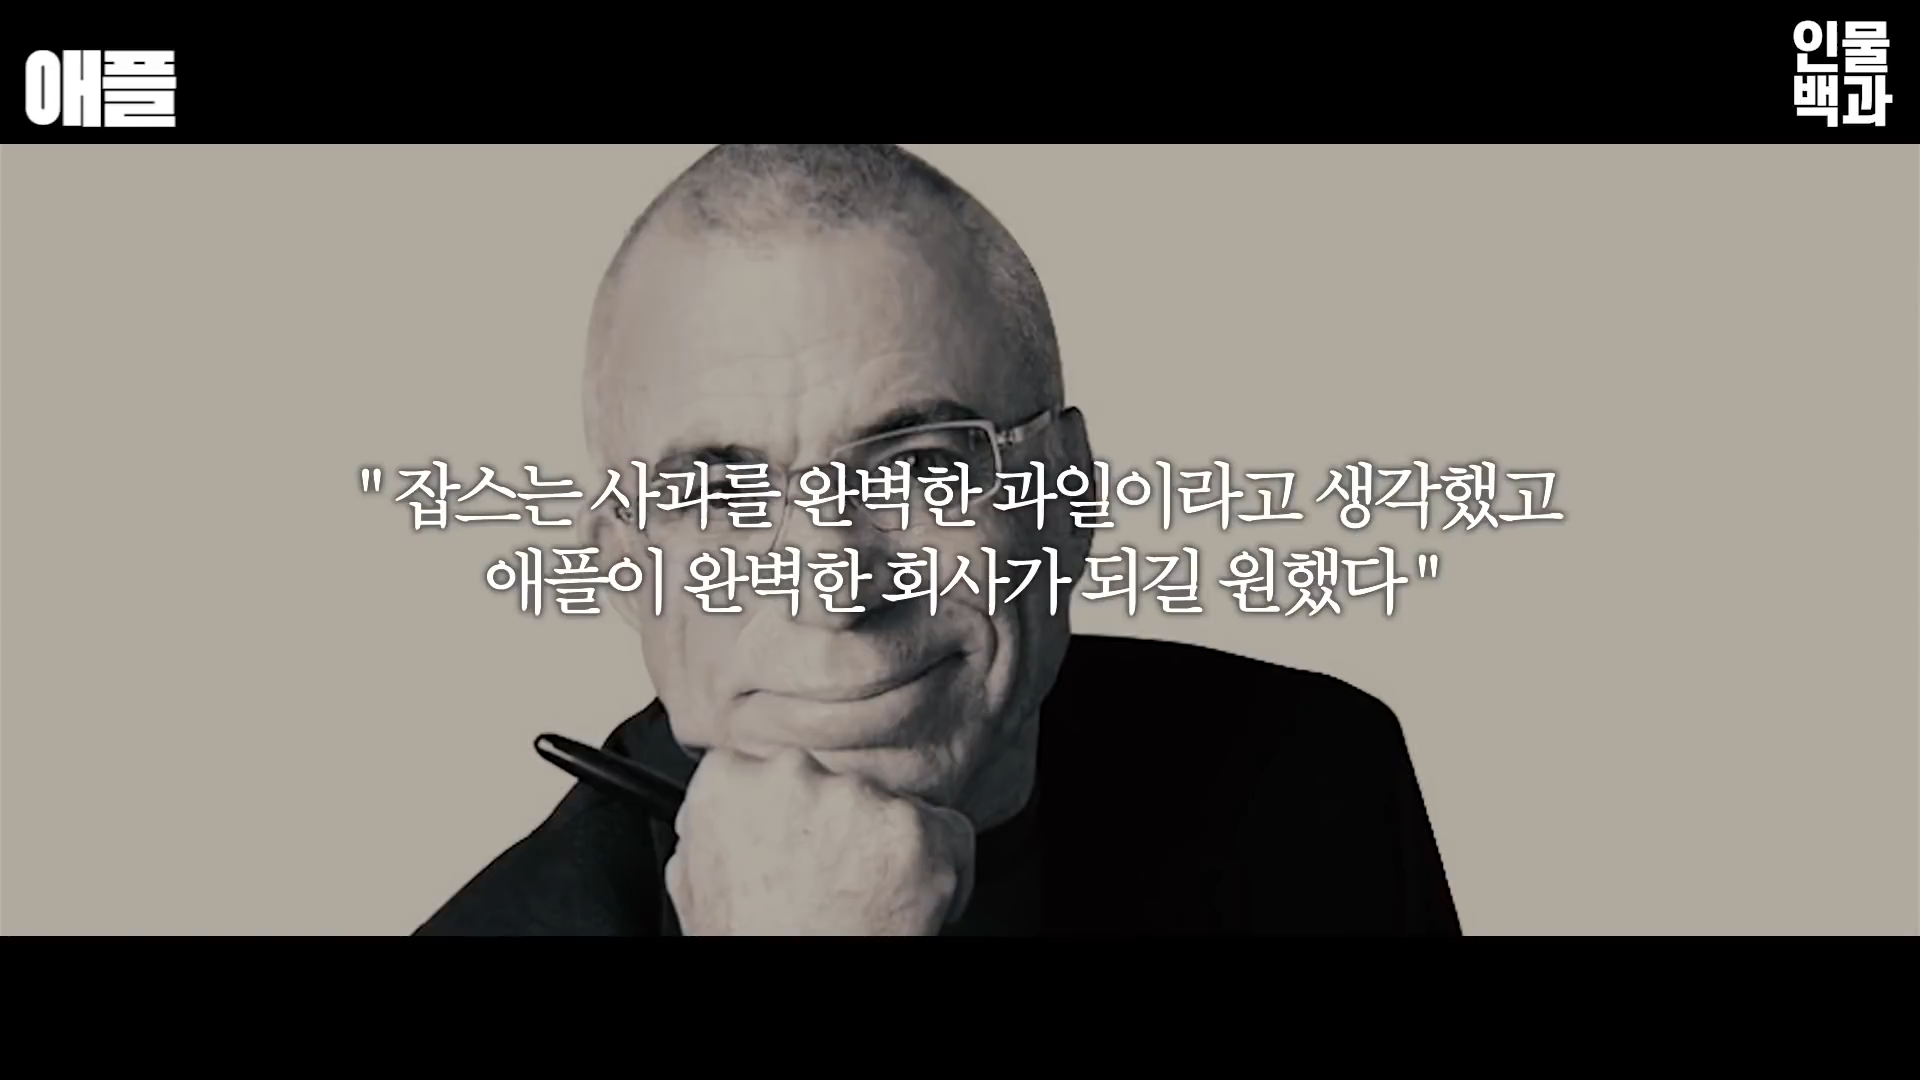 애플
인물
백과
"잡스는 사과를 완벽한 과일이라고 생각했고
애플이 완벽한 회사가 되길 원했다"